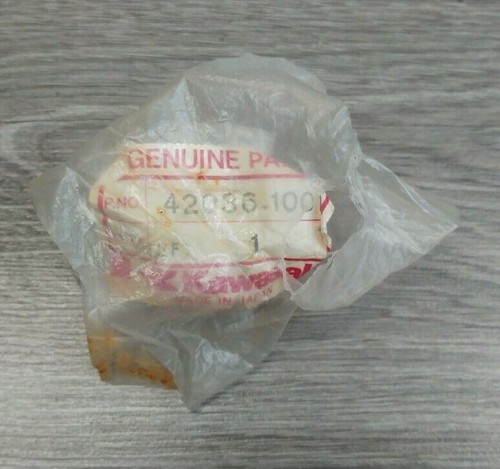 GENUINE PA
P.NO. 42036-100
1
Kawasaki
MADE IN JAPAN